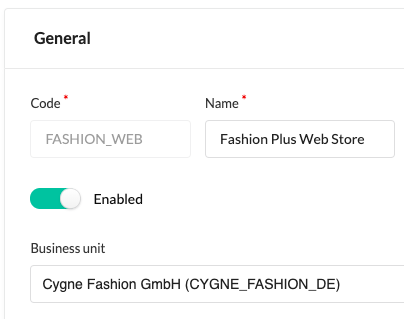 General
Code *
Name *
FASHION_WEB
Fashion Plus Web Store
Enabled
Business unit
Cygne Fashion GmbH (CYGNE_FASHION_DE)